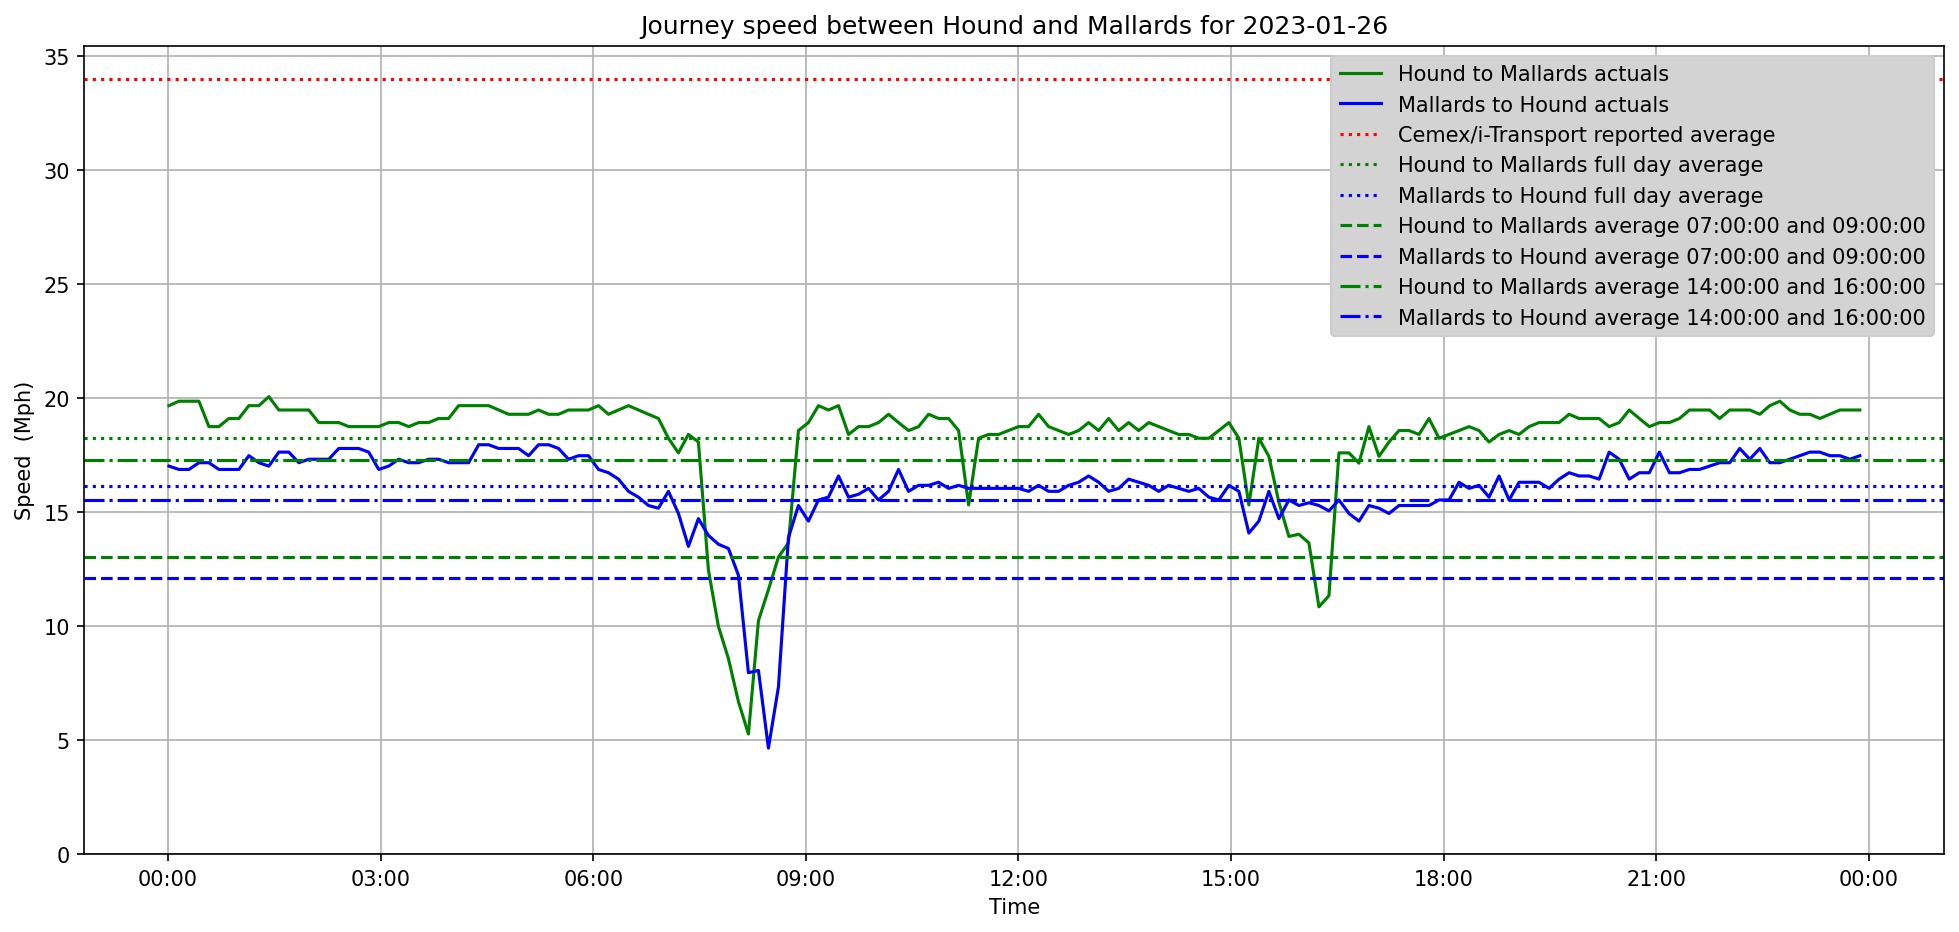 Journey speed between Hound and Mallards for 2023-01-26
35
30
25
20
15
10
5
0
Speed (Mph)
Hound to Mallards actuals
Mallards to Hound actuals
Cemex/i-Transport reported average
Hound to Mallards full day average
Mallards to Hound full day average
Hound to Mallards average 07:00:00 and 09:00:00
Mallards to Hound average 07:00:00 and 09:00:00
Hound to Mallards average 14:00:00 and 16:00:00
Mallards to Hound average 14:00:00 and 16:00:00
00:00 03:00 06:00 09:00 12:00 15:00 18:00 21:00 00:00
Time